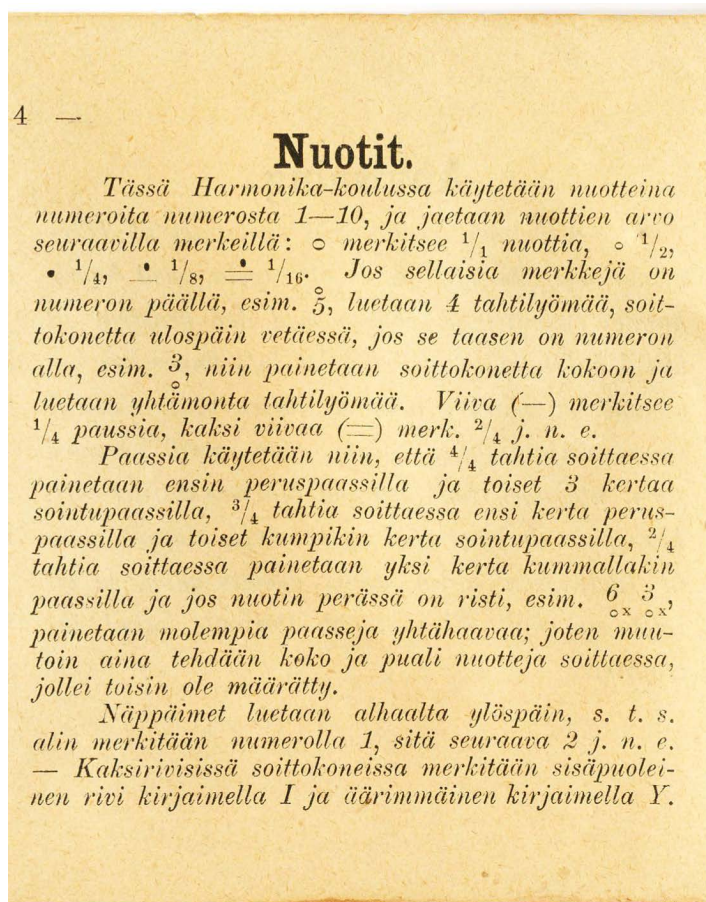 4 —
Nuotit.
Tässä Harmonika-koulussa käytetään nuotteina
numeroita numerosta 1—10, ja jaetaan nuottien arvo
seuraavilla merkeillä: o merkitsee 1/1 nuottia, o 1/2,
• 1/4, 1/8, 1/16. Jos sellaisia merkkejä on
numeron päällä, esim. 5, luetaan 4 tahtilyömää, soit-
tokonetta ulospäin vetäessä, jos se taasen on numeron
alla, esim. 3, niin painetaan soittokonetta kokoon ja
luetaan yhtämonta tahtilyömää. Viiva (—) merkitsee
1/4 paussia, kaksi viivaa (=) merk. 2/4 j. n. e.
Paassia käytetään niin, että 4/4 tahtia soittaessa
painetaan ensin peruspaassilla ja toiset 3 kertaa
sointupaassilla, 3/4 tahtia soittaessa ensi kerta perus-
paassilla ja toiset kumpikin kerta sointupaassilla, 2/4
tahtia soittaessa painetaan yksi kerta kummallakin
paassilla ja jos nuotin perässä on risti, esim. 6 ox 3 ox,
painetaan molempia paasseja yhtähaavaa; joten muu-
toin aina tehdään koko ja puali nuotteja soittaessa,
jollei toisin ole määrätty.
Näppäimet luetaan alhaalta ylöspäin, s. t. s.
alin merkitään numerolla 1, sitä seuraava 2 j. n. e.
— Kaksirivisissä soittokoneissa merkitään sisäpuolei-
nen rivi kirjaimella I ja äärimmäinen kirjaimella Y.